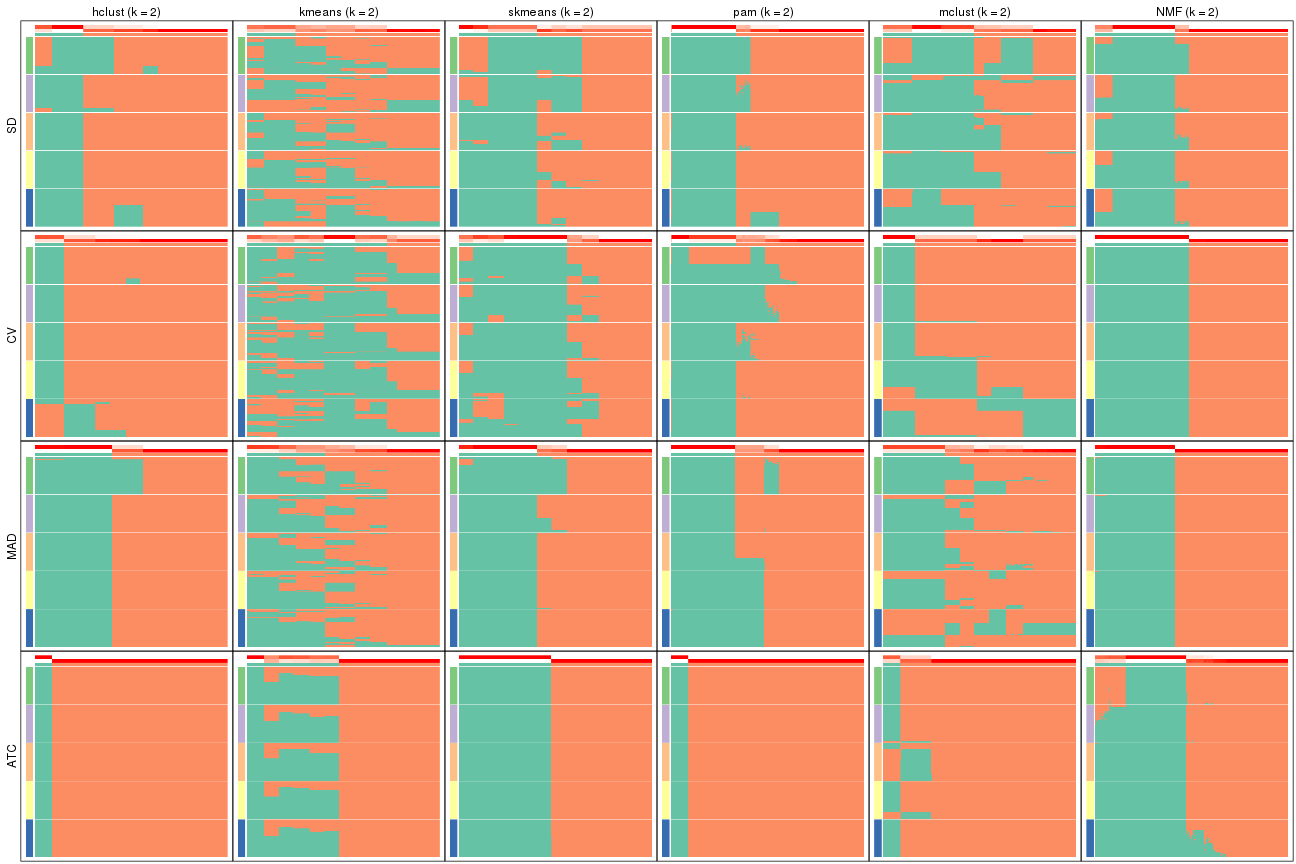 hclust (k = 2) kmeans (k = 2) skmeans (k = 2) pam (k = 2) mclust (k = 2) NMF (k = 2)
SD
CV
MAD
ATC